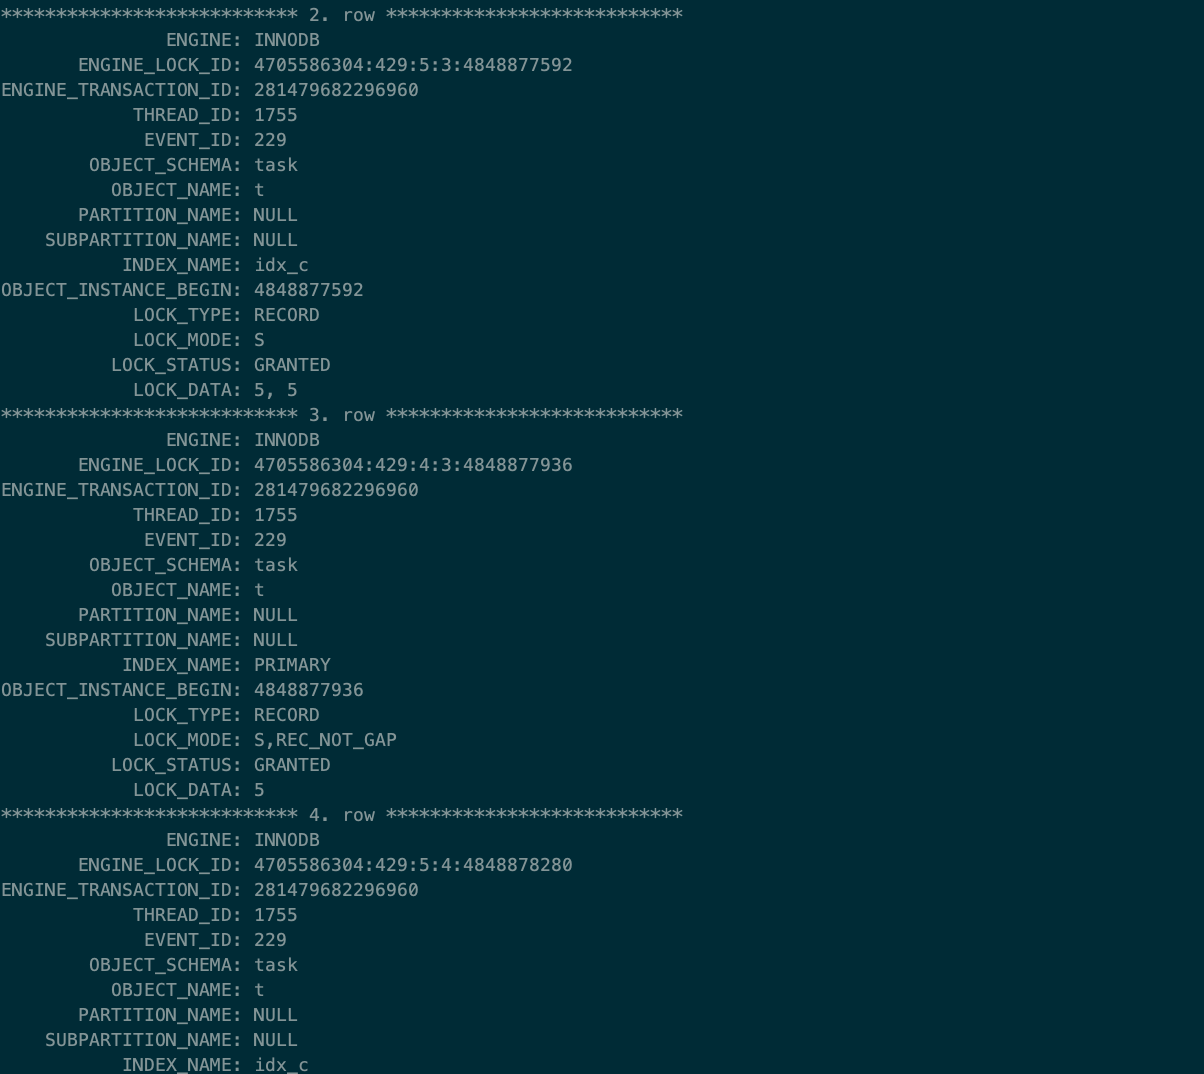 *************************** 2. row ***************************
ENGINE: INNODB
ENGINE_LOCK_ID: 4705586304:429:5:3:4848877592
ENGINE_TRANSACTION_ID: 281479682296960
THREAD_ID: 1755
EVENT_ID: 229
OBJECT_SCHEMA: task
OBJECT_NAME: t
PARTITION_NAME: NULL
SUBPARTITION_NAME: NULL
INDEX_NAME: idx_c
OBJECT_INSTANCE_BEGIN: 4848877592
LOCK_TYPE: RECORD
LOCK_MODE: S
LOCK_STATUS: GRANTED
LOCK_DATA: 5, 5
*************************** 3. row ***************************
ENGINE: INNODB
ENGINE_LOCK_ID: 4705586304:429:4:3:4848877936
ENGINE_TRANSACTION_ID: 281479682296960
THREAD_ID: 1755
EVENT_ID: 229
OBJECT_SCHEMA: task
OBJECT_NAME: t
PARTITION_NAME: NULL
SUBPARTITION_NAME: NULL
INDEX_NAME: PRIMARY
OBJECT_INSTANCE_BEGIN: 4848877936
LOCK_TYPE: RECORD
LOCK_MODE: S,REC_NOT_GAP
LOCK_STATUS: GRANTED
LOCK_DATA: 5
*************************** 4. row ***************************
ENGINE: INNODB
ENGINE_LOCK_ID: 4705586304:429:5:4:4848878280
ENGINE_TRANSACTION_ID: 281479682296960
THREAD_ID: 1755
EVENT_ID: 229
OBJECT_SCHEMA: task
OBJECT_NAME: t
PARTITION_NAME: NULL
SUBPARTITION_NAME: NULL
INDEX_NAME: idx_c